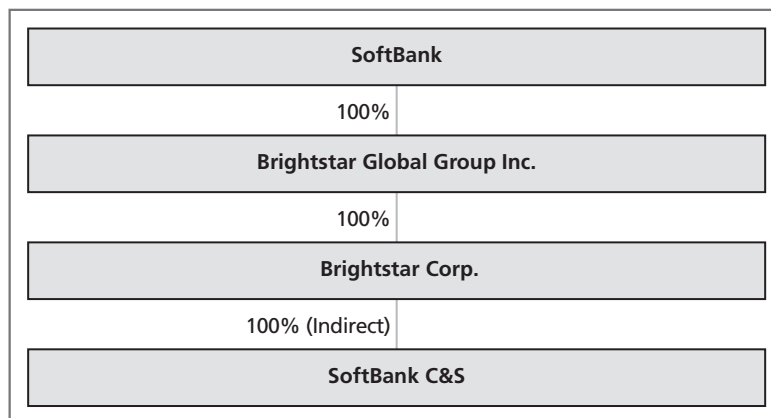 SoftBank
100%
Brightstar Global Group Inc.
100%
Brightstar Corp.
100% (Indirect)
SoftBank C&S